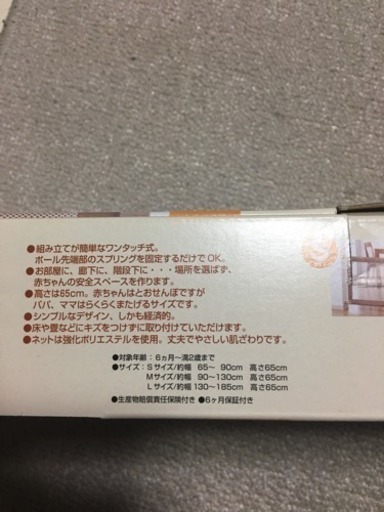 ●組み立てが簡単なワンタッチ式。
ポール先端部のスプリングを固定するだけでOK。
●お部屋に、廊下に、階段下に・・・場所を選ばず、
赤ちゃんの安全スペースを作ります。
●高さは65cm。赤ちゃんはとおせんぼですが
パパ、ママはらくらくまたげるサイズです。
●シンプルなデザイン、しかも経済的。
●床や畳などにキズをつけずに取り付けていただけます。
●ネットは強化ポリエステルを使用。丈夫でやさしい肌ざわりです。
●対象年齢：6ヵ月〜満2歳まで
●サイズ：Sサイズ/約幅 65〜 90cm 高さ65cm
Mサイズ/約幅 90〜130cm 高さ65cm
Lサイズ/約幅 130〜185cm 高さ65cm
●生産物賠償責任保険付き ●6ヶ月保証付き